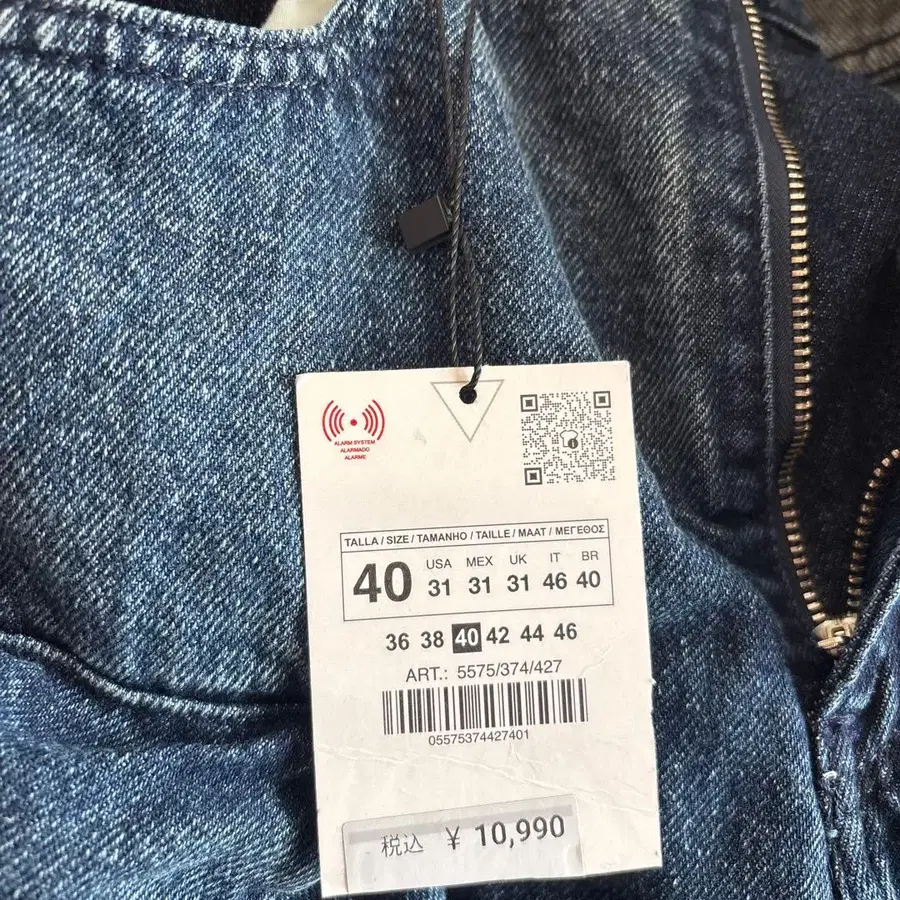 ALARM SYSTEM
ALARMADO
ALARME
TALLA / SIZE / TAMANHO / TAILLE / MAAT / ΜΕΓΕΘΟΣ
40
USA MEX UK IT BR
31 31 31 46 40
36 38 40 42 44 46
ART.: 5575/374/427
05575374427401
税込 ¥ 10,990